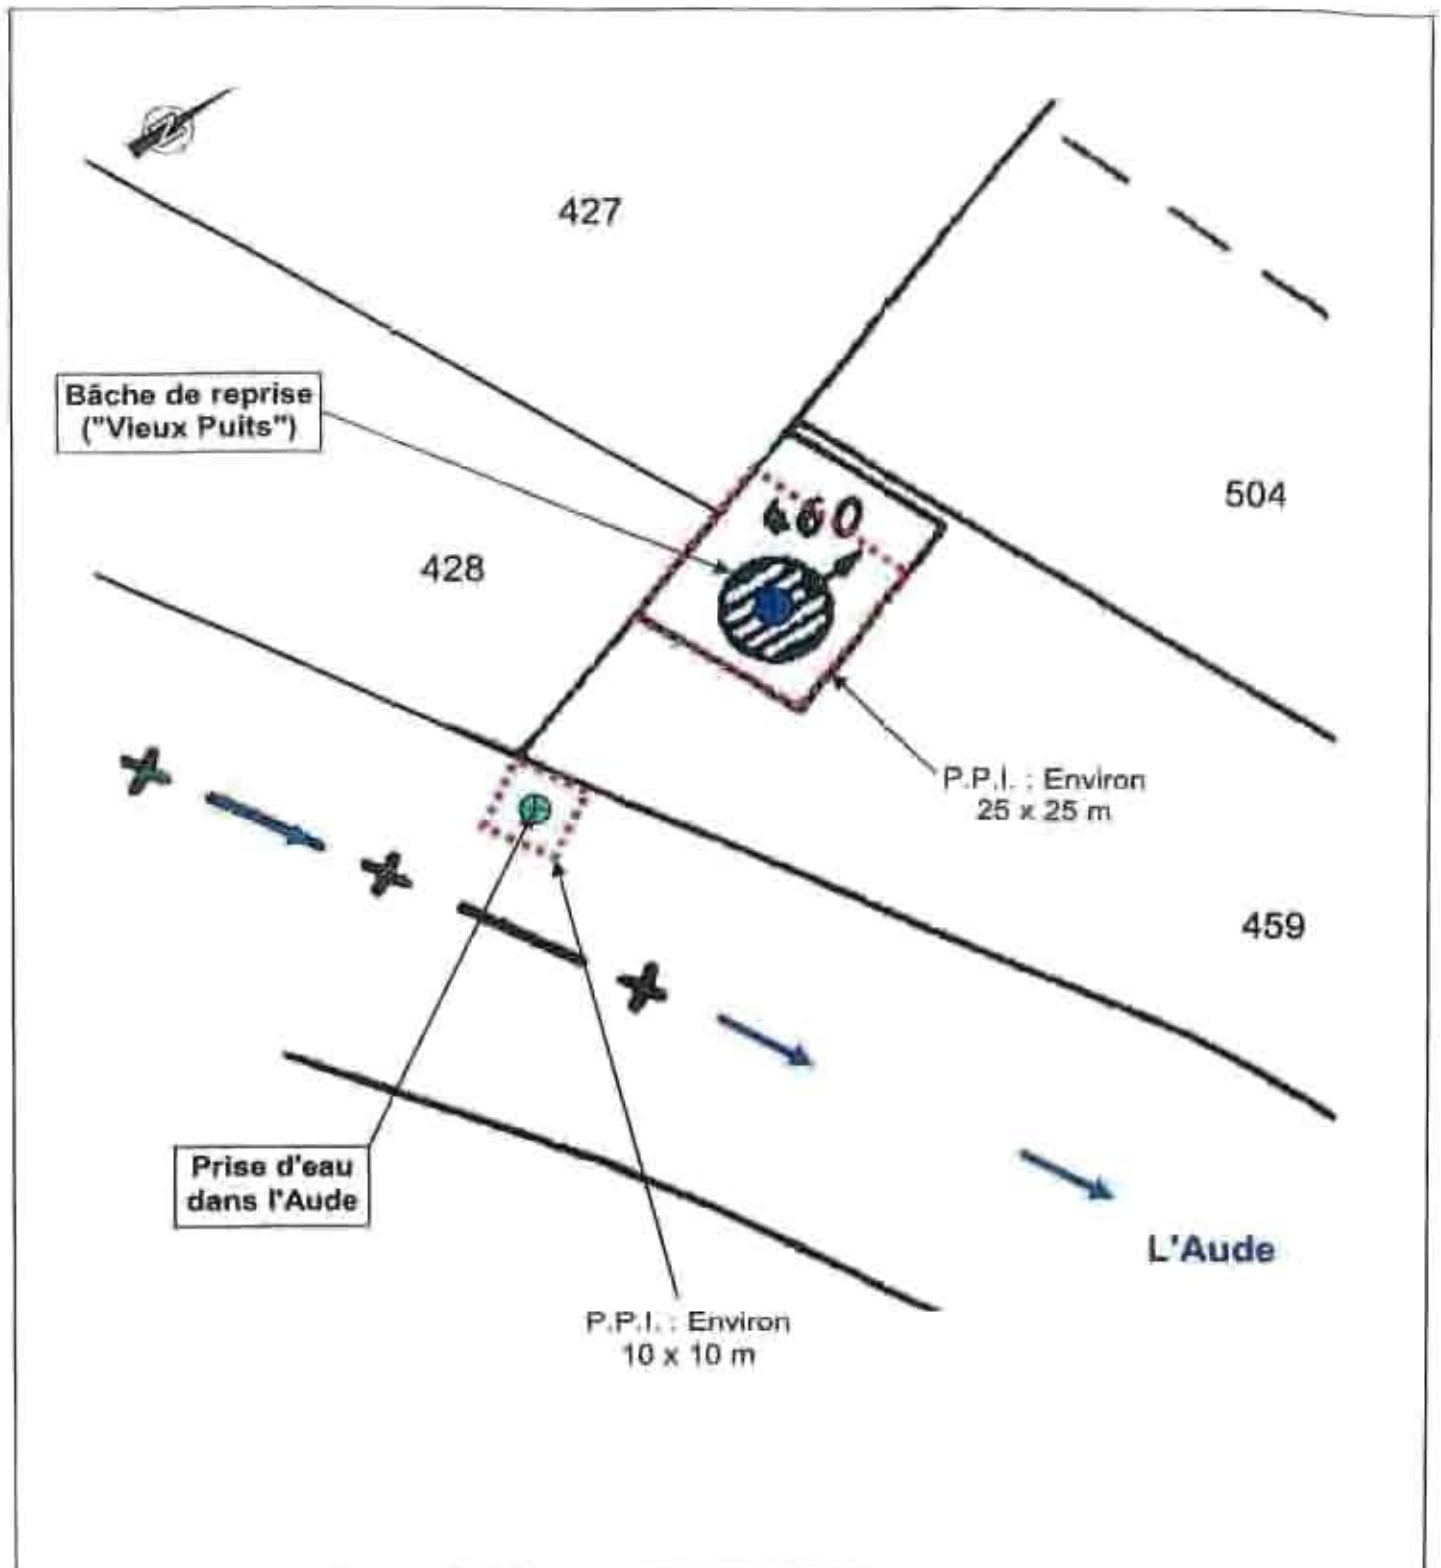 N
427
Bâche de reprise
("Vieux Puits")
460
504
428
P.P.I. : Environ
25 x 25 m
459
Prise d'eau
dans l'Aude
L'Aude
P.P.I. : Environ
10 x 10 m